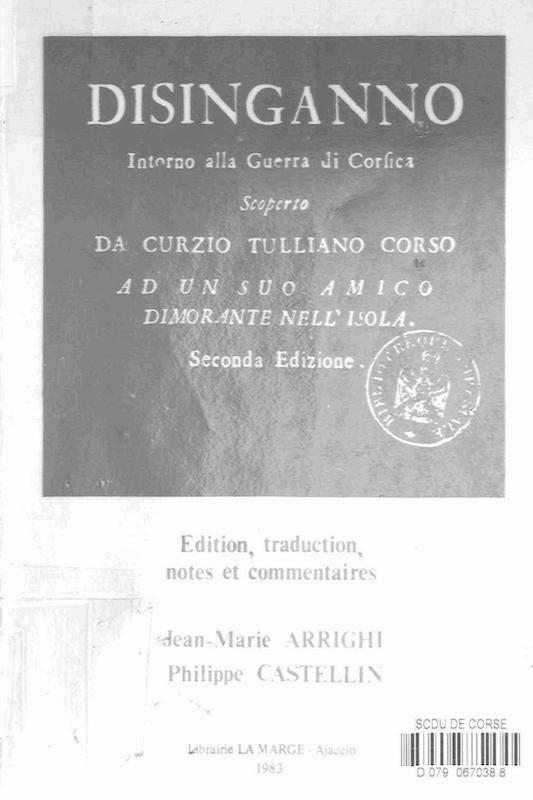 DISINGANNO
Intorno alla Guerra di Corſica
Scoperto
DA CURZIO TULLIANO CORSO
AD UN SUO AMICO
DIMORANTE NELL' ISOLA.
Seconda Edizione.
Edition, traduction,
notes et commentaires
Jean-Marie ARRIGHI
Philippe CASTELLIN
Librairie LA MARGE - Ajaccio
1983
SCDU DE CORSE
D 079 067038 8